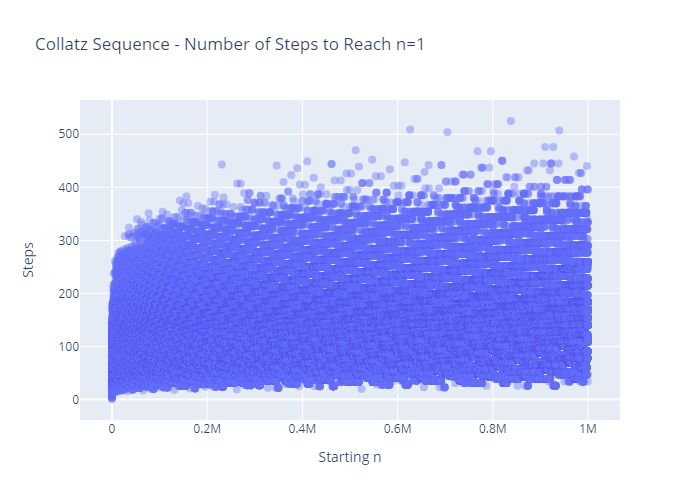 Collatz Sequence - Number of Steps to Reach n=1
500
400
300
200
100
0
Steps
0
0.2M
0.4M
0.6M
0.8M
1M
Starting n